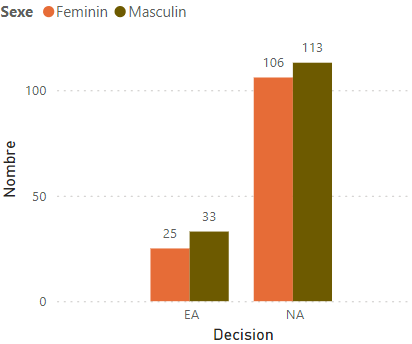 Sexe Feminin Masculin
113
106
100
Nombre
50
33
25
0
EA NA
Decision